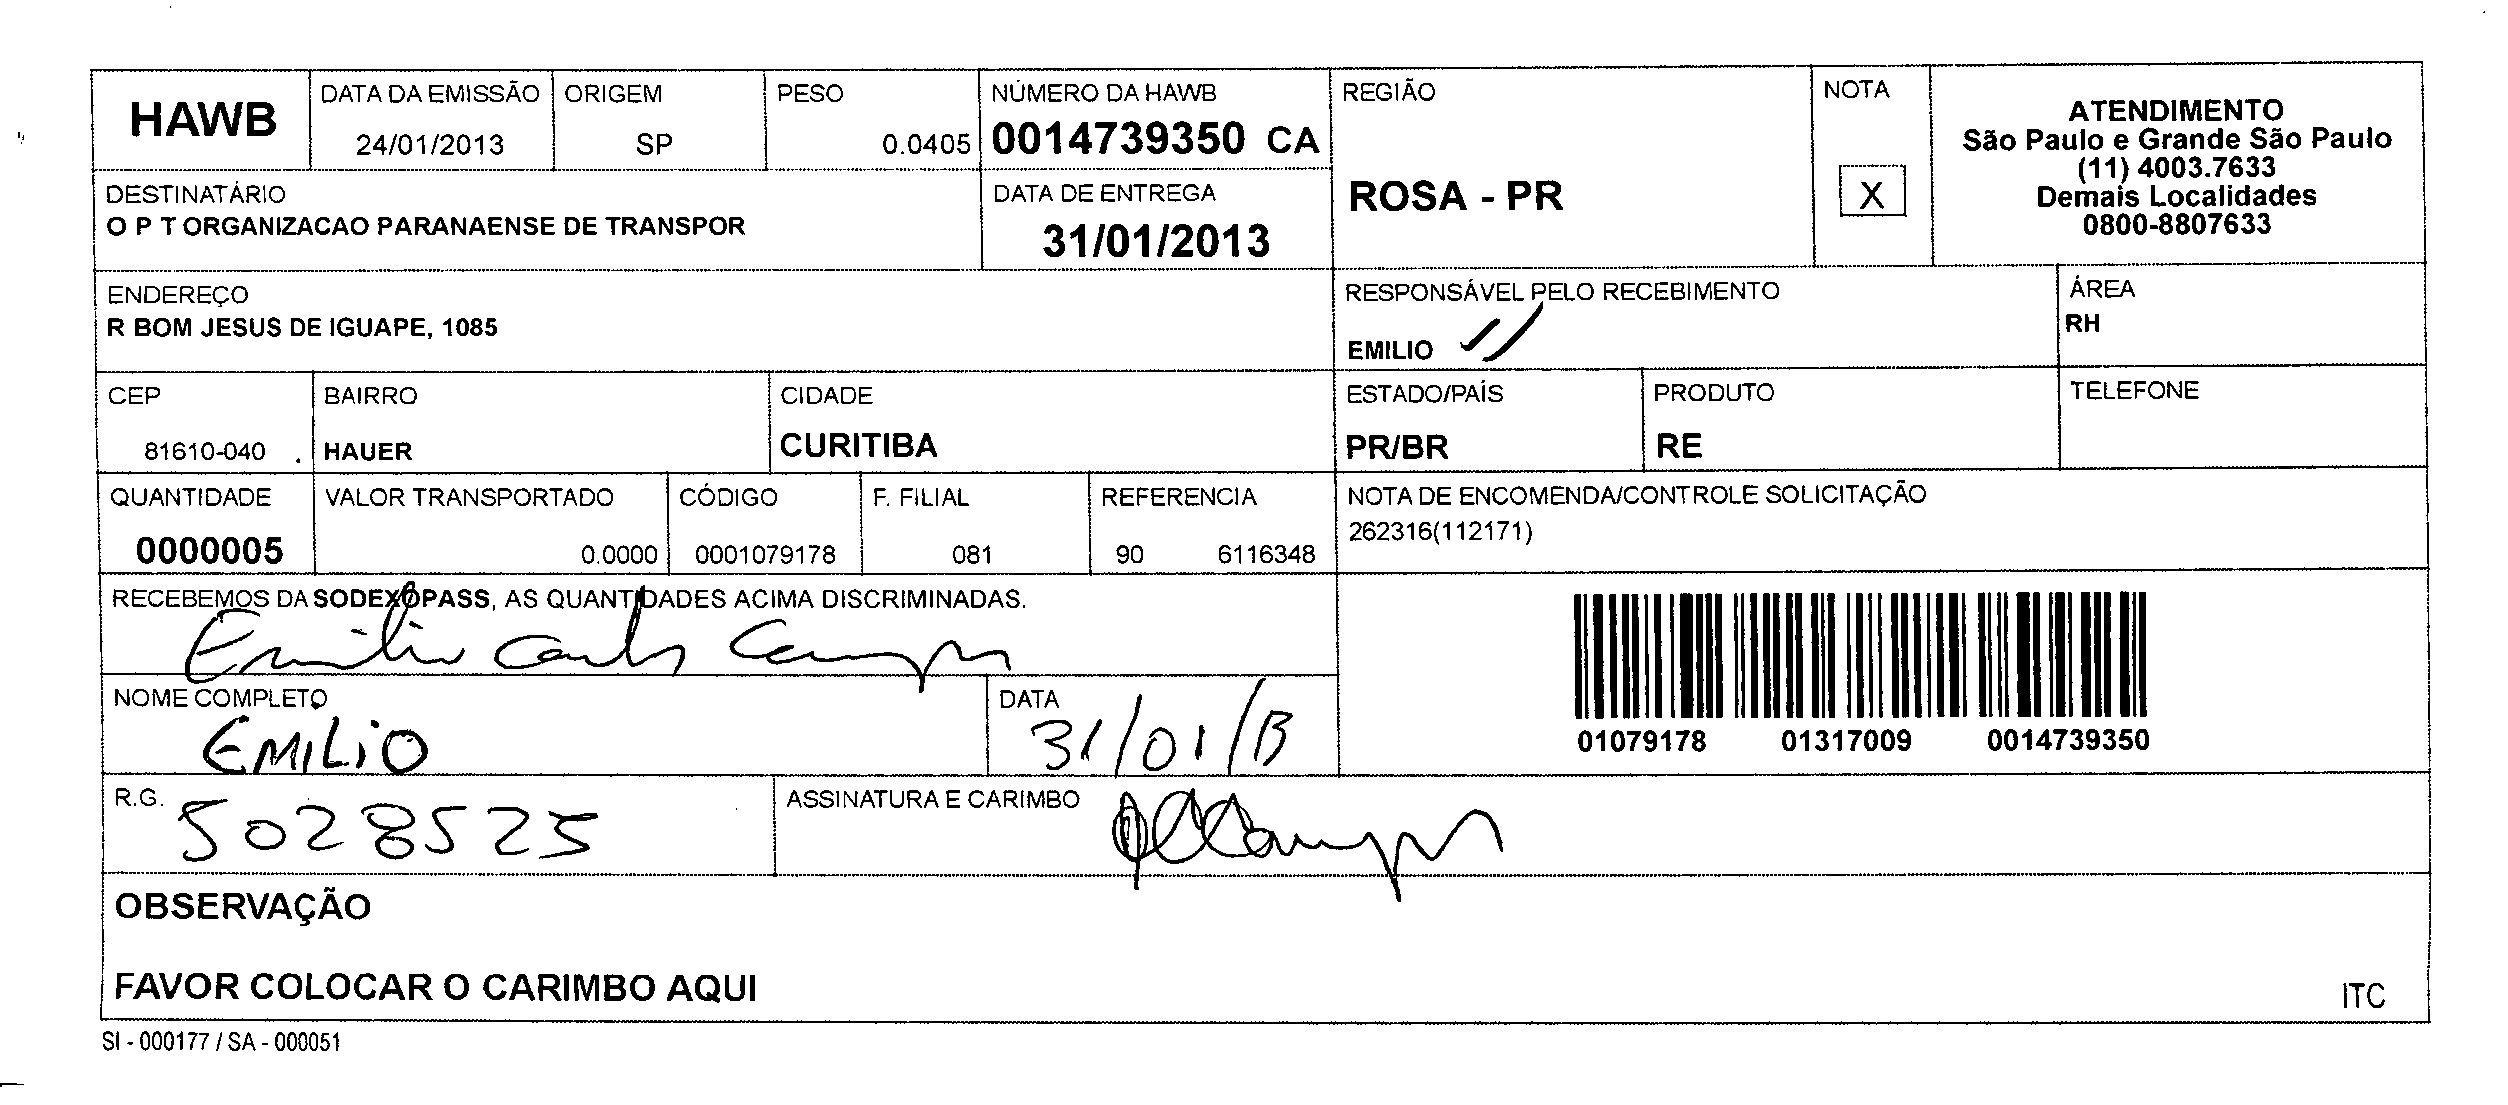 HAWB
DATA DA EMISSÃO
24/01/2013
ORIGEM
SP
PESO
0.0405
NÚMERO DA HAWB
0014739350 CA
REGIÃO
ROSA - PR
NOTA
X
ATENDIMENTO
São Paulo e Grande São Paulo
(11) 4003.7633
Demais Localidades
0800-8807633
DESTINATÁRIO
O P T ORGANIZACAO PARANAENSE DE TRANSPOR
DATA DE ENTREGA
31/01/2013
ENDEREÇO
R BOM JESUS DE IGUAPE, 1085
RESPONSÁVEL PELO RECEBIMENTO
EMILIO
ÁREA
RH
CEP
81610-040
BAIRRO
HAUER
CIDADE
CURITIBA
ESTADO/PAÍS
PR/BR
PRODUTO
RE
TELEFONE
QUANTIDADE
0000005
VALOR TRANSPORTADO
0.0000
CÓDIGO
0001079178
F. FILIAL
081
REFERENCIA
90 6116348
NOTA DE ENCOMENDA/CONTROLE SOLICITAÇÃO
262316(112171)
RECEBEMOS DA SODEXOPASS, AS QUANTIDADES ACIMA DISCRIMINADAS.
Emilio Carlos
NOME COMPLETO
EMILIO
DATA
31/01/13
01079178 01317009 0014739350
R.G.
5028525
ASSINATURA E CARIMBO
OBSERVAÇÃO
FAVOR COLOCAR O CARIMBO AQUI
ITC
SI - 000177 / SA - 000051